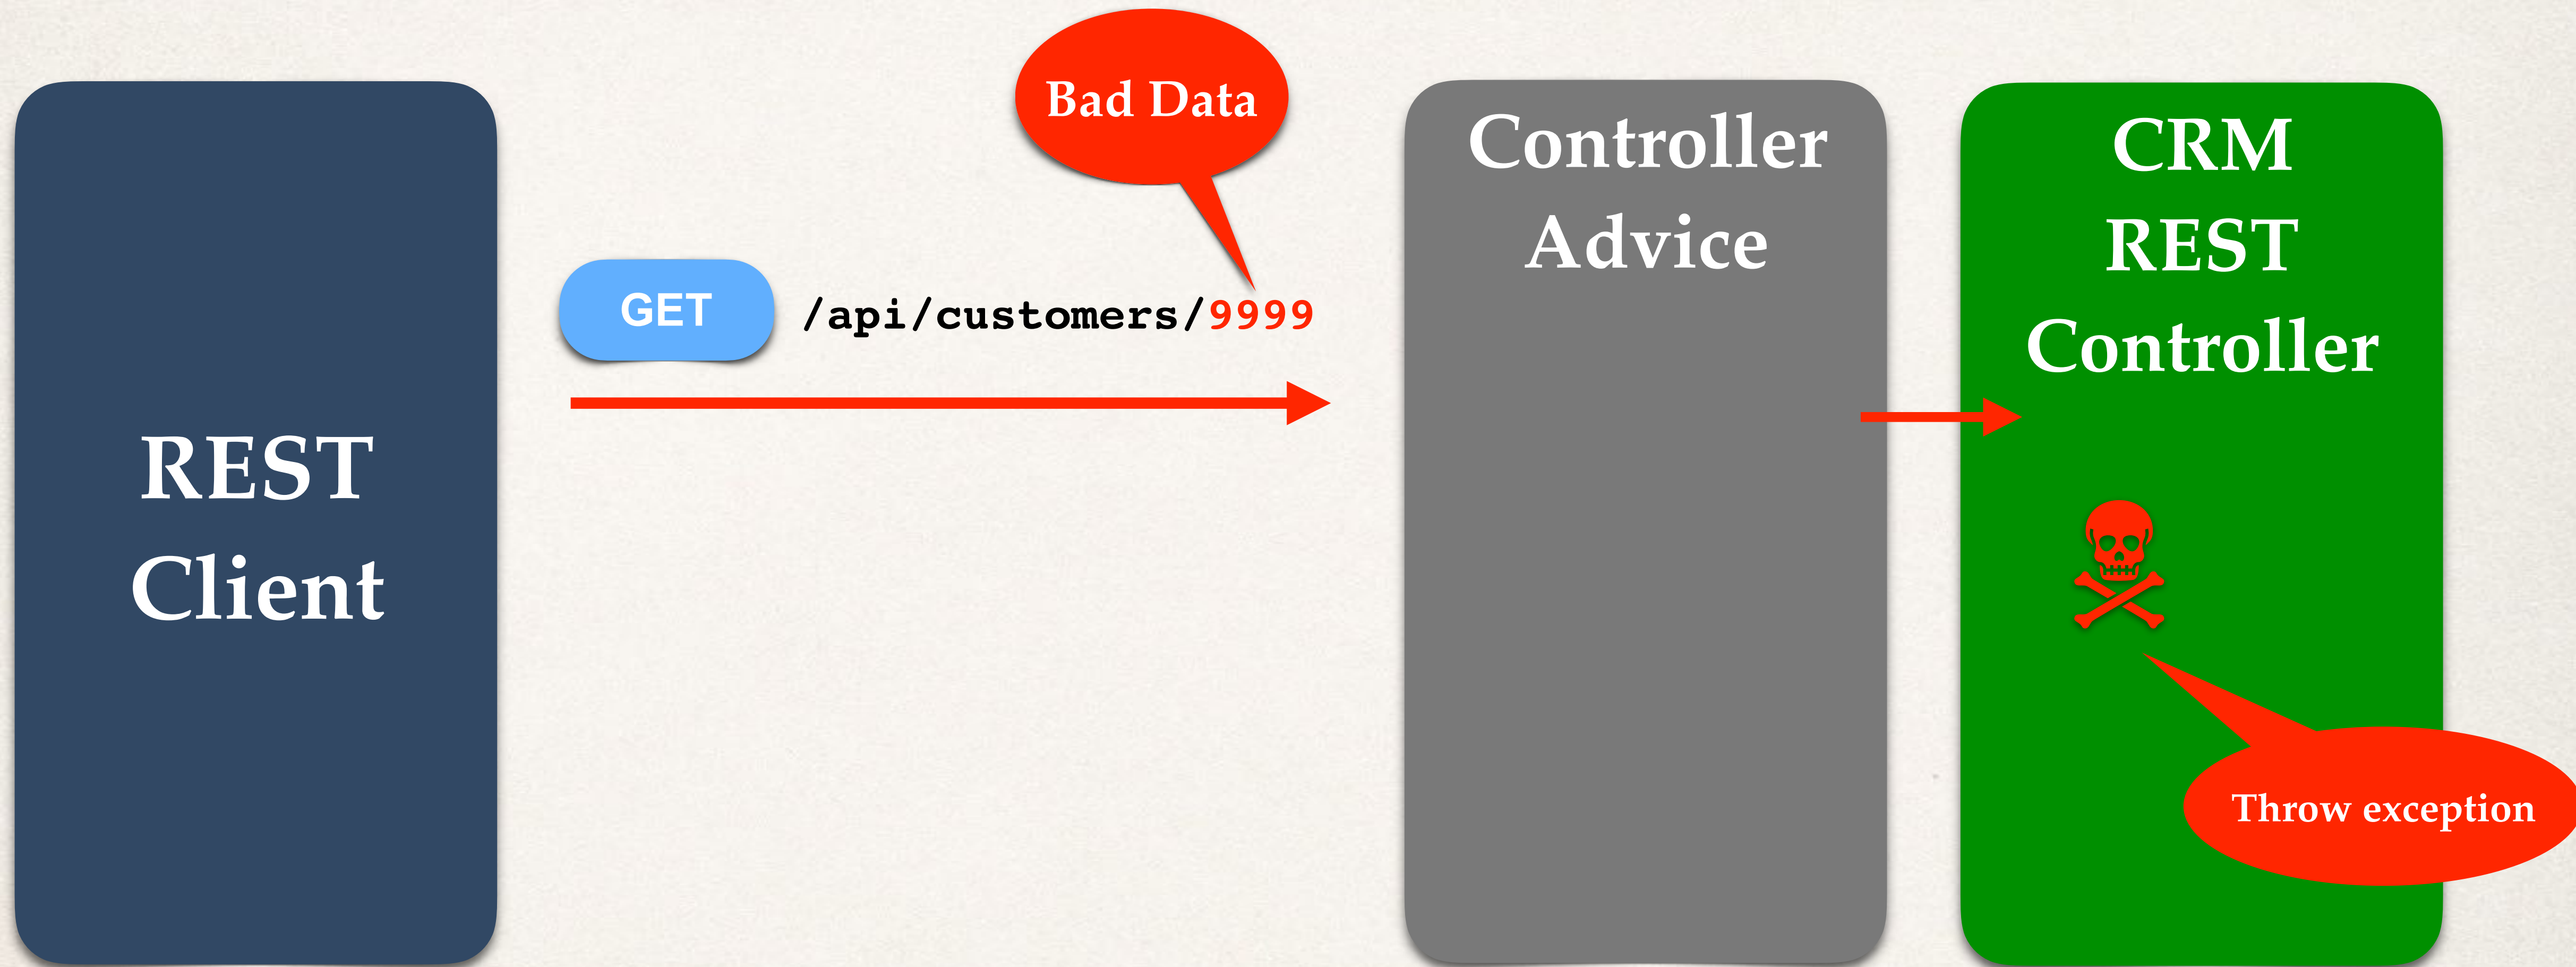 REST
Client
Bad Data
GET
/api/customers/9999
Controller
Advice
CRM
REST
Controller
Throw exception